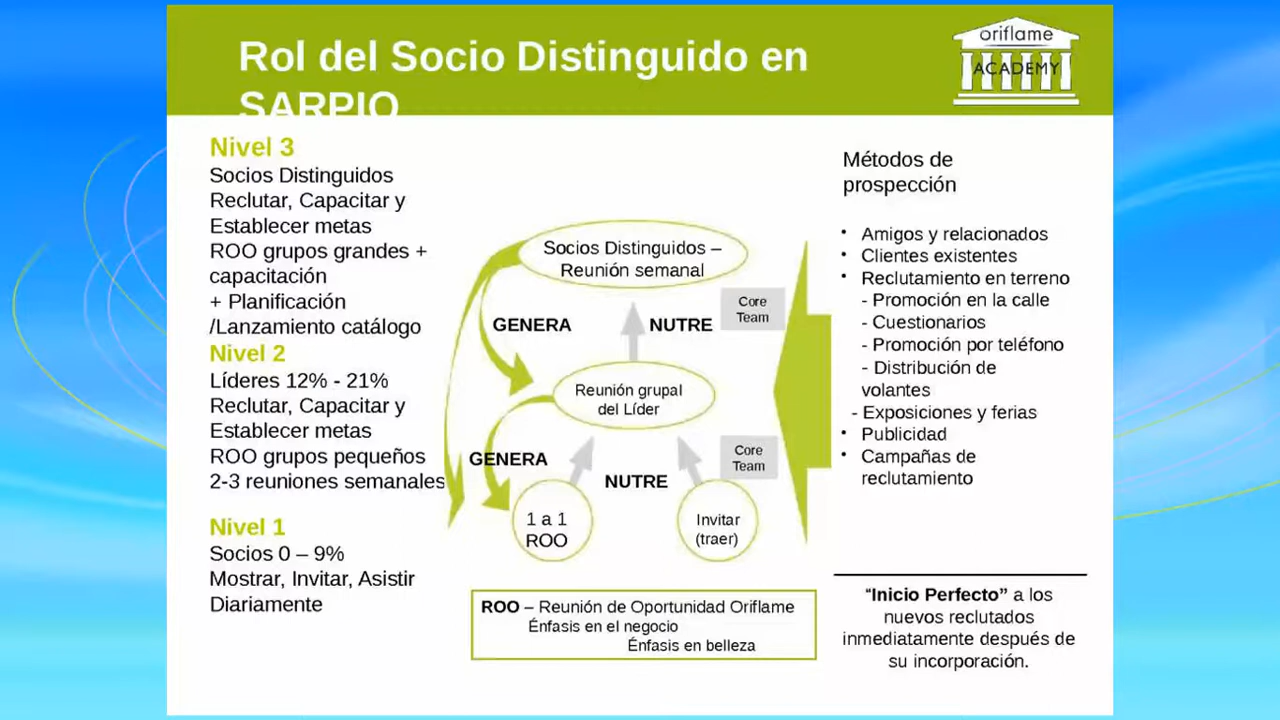 Rol del Socio Distinguido en
SARPIO
oriflame
ACADEMY
Nivel 3
Socios Distinguidos
Reclutar, Capacitar y
Establecer metas
ROO grupos grandes +
capacitación
+ Planificación
/Lanzamiento catálogo
Nivel 2
Líderes 12% - 21%
Reclutar, Capacitar y
Establecer metas
ROO grupos pequeños
2-3 reuniones semanales
Nivel 1
Socios 0 – 9%
Mostrar, Invitar, Asistir
Diariamente
Socios Distinguidos –
Reunión semanal
Core
Team
GENERA
NUTRE
Reunión grupal
del Líder
Core
Team
GENERA
NUTRE
1 a 1
ROO
Invitar
(traer)
ROO – Reunión de Oportunidad Oriflame
Énfasis en el negocio
Énfasis en belleza
Métodos de
prospección
• Amigos y relacionados
• Clientes existentes
• Reclutamiento en terreno
- Promoción en la calle
- Cuestionarios
- Promoción por teléfono
- Distribución de
volantes
- Exposiciones y ferias
• Publicidad
• Campañas de
reclutamiento
“Inicio Perfecto” a los
nuevos reclutados
inmediatamente después de
su incorporación.